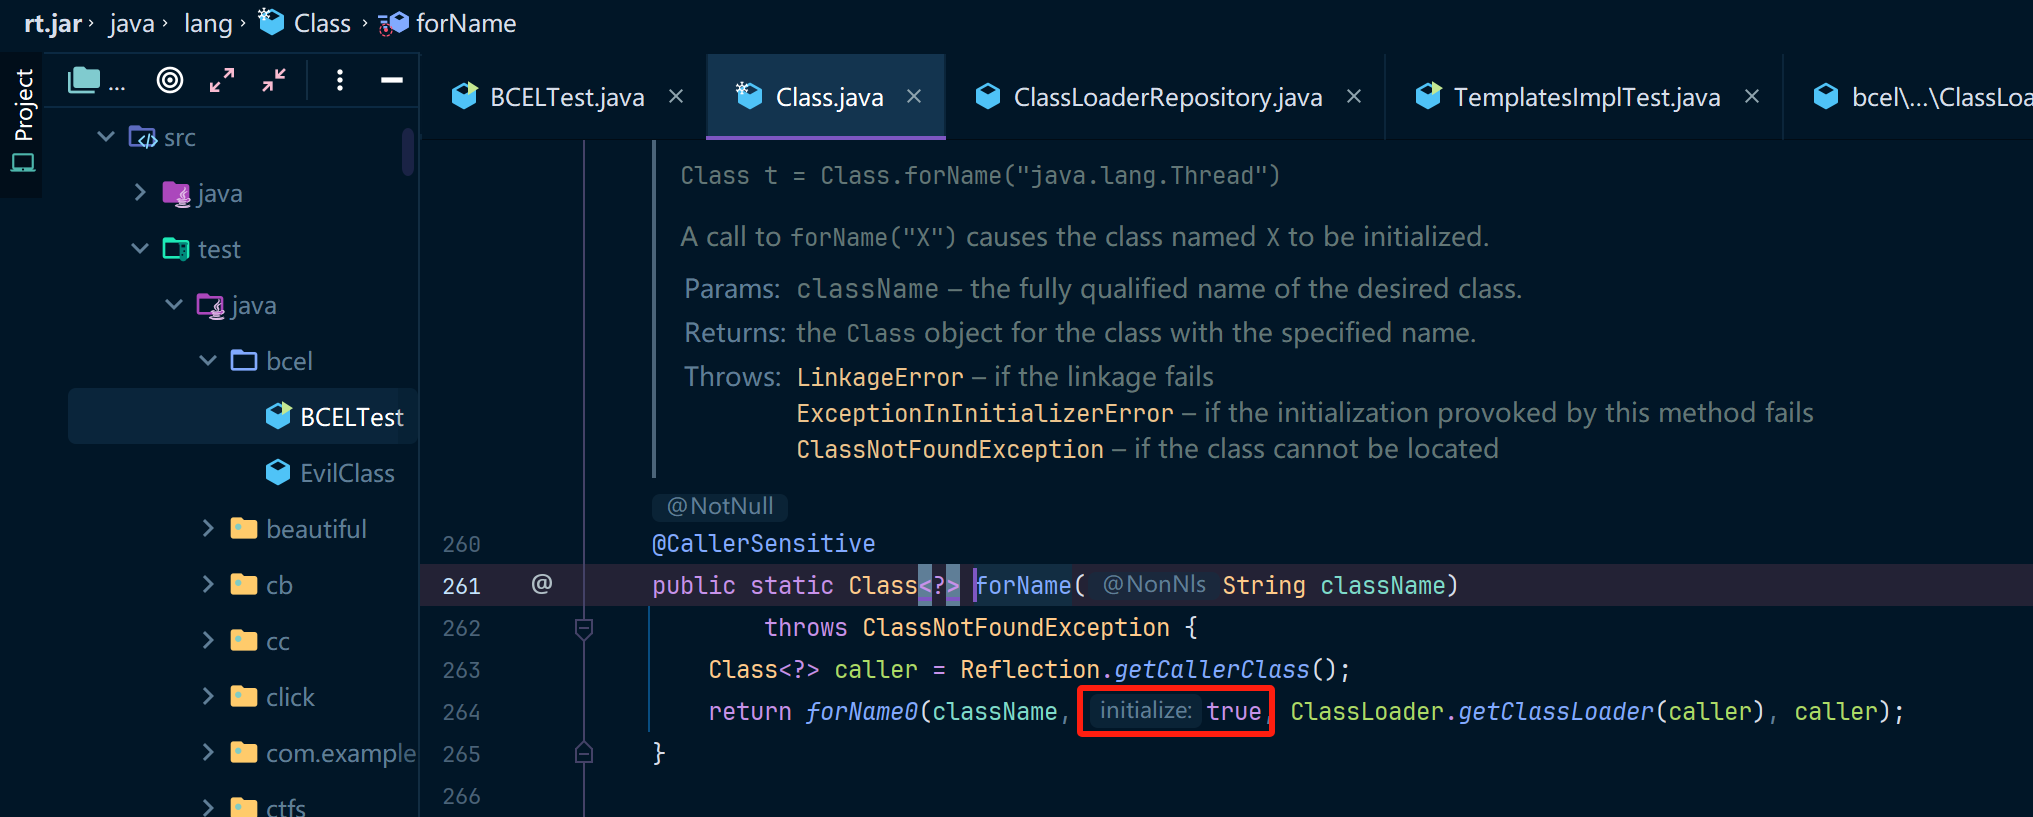 rt.jar › java › lang › Class › forName
Project
...
BCELTest.java
Class.java
ClassLoaderRepository.java
TemplatesImplTest.java
bcel\...\ClassLoa
src
java
test
java
bcel
BCELTest
EvilClass
beautiful
cb
cc
click
com.example
ctfs
Class t = Class.forName("java.lang.Thread")
A call to forName("X") causes the class named X to be initialized.
Params: className – the fully qualified name of the desired class.
Returns: the Class object for the class with the specified name.
Throws: LinkageError – if the linkage fails
ExceptionInInitializerError – if the initialization provoked by this method fails
ClassNotFoundException – if the class cannot be located
@NotNull
260 @CallerSensitive
261 @ public static Class<?> forName( @NonNls String className)
262 throws ClassNotFoundException {
263 Class<?> caller = Reflection.getCallerClass();
264 return forName0(className, initialize: true, ClassLoader.getClassLoader(caller), caller);
265 }
266